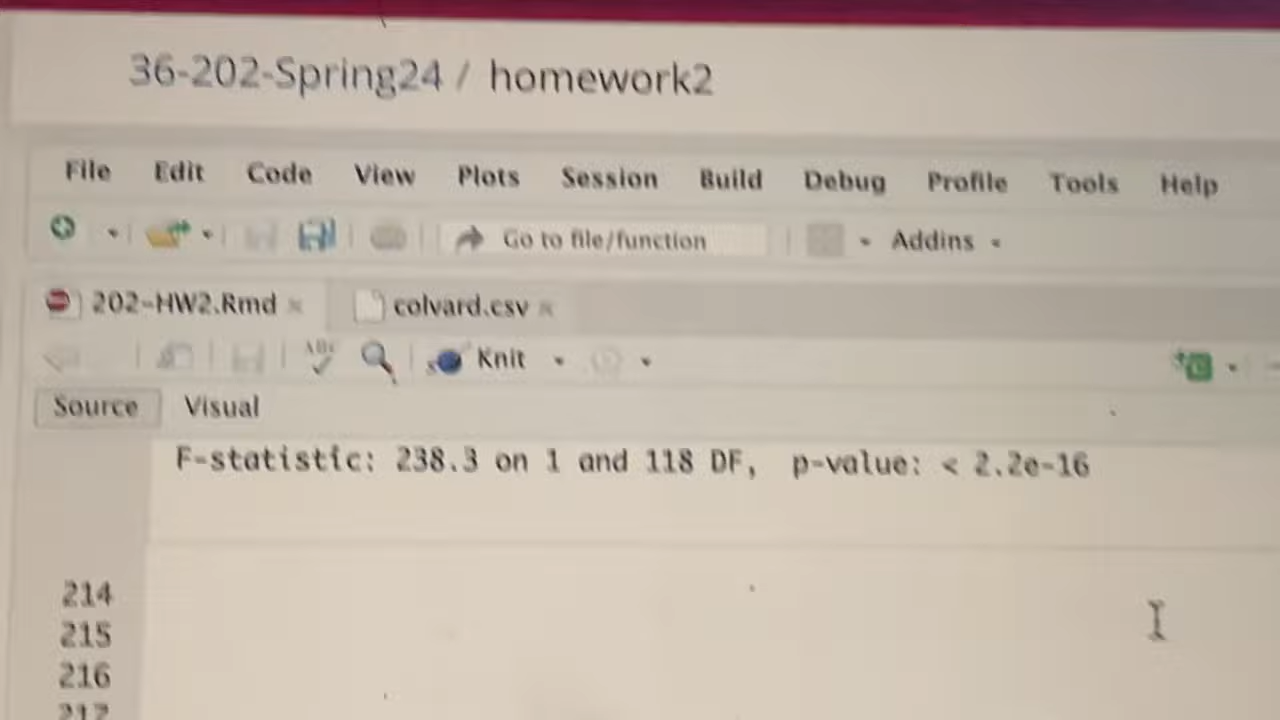 36-202-Spring24 / homework2
File Edit Code View Plots Session Build Debug Profile Tools Help
Go to file/function Addins
202-HW2.Rmd colvard.csv
ABC Knit
Source Visual
F-statistic: 238.3 on 1 and 118 DF, p-value: < 2.2e-16
214
215
216
217